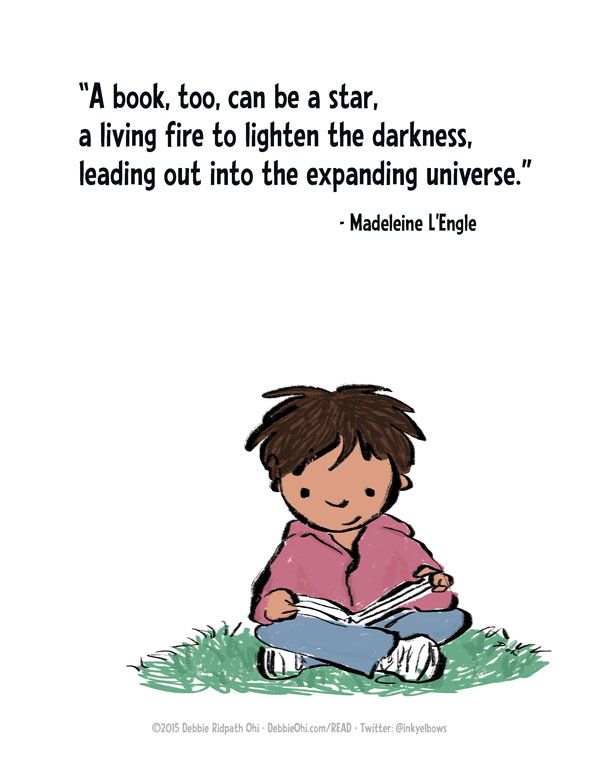 “A book, too, can be a star,
a living fire to lighten the darkness,
leading out into the expanding universe.”
- Madeleine L'Engle
Ohi
©2015 Debbie Ridpath Ohi - DebbieOhi.com/READ - Twitter: @inkyelbows